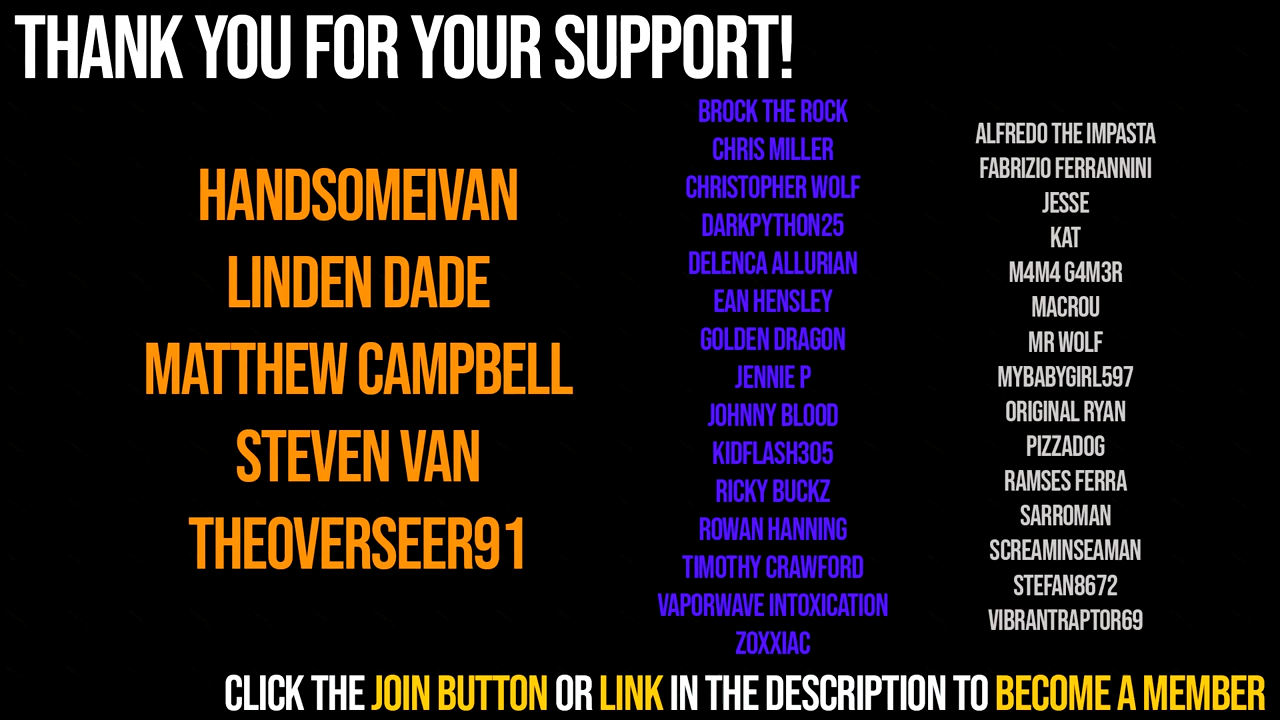 THANK YOU FOR YOUR SUPPORT!
HANDSOMEIVAN
LINDEN DADE
MATTHEW CAMPBELL
STEVEN VAN
THEOVERSEER91
BROCK THE ROCK
CHRIS MILLER
CHRISTOPHER WOLF
DARKPYTHON25
DELENCA ALLURIAN
EAN HENSLEY
GOLDEN DRAGON
JENNIE P
JOHNNY BLOOD
KIDFLASH305
RICKY BUCKZ
ROWAN HANNING
TIMOTHY CRAWFORD
VAPORWAVE INTOXICATION
ZOXXIAC
ALFREDO THE IMPASTA
FABRIZIO FERRANNINI
JESSE
KAT
M4M4 G4M3R
MACROU
MR WOLF
MYBABYGIRL597
ORIGINAL RYAN
PIZZADOG
RAMSES FERRA
SARROMAN
SCREAMINSEAMAN
STEFAN8672
VIBRANTRAPTOR69
CLICK THE JOIN BUTTON OR LINK IN THE DESCRIPTION TO BECOME A MEMBER